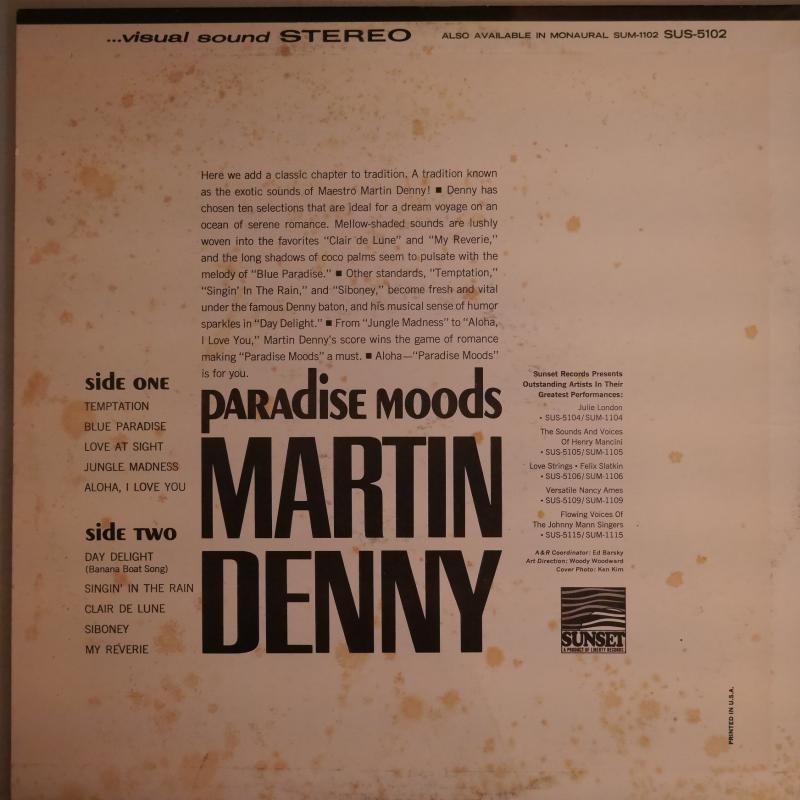 ...visual sound STEREO ALSO AVAILABLE IN MONAURAL SUM-1102 SUS-5102
Here we add a classic chapter to tradition. A tradition known
as the exotic sounds of Maestro Martin Denny! ■ Denny has
chosen ten selections that are ideal for a dream voyage on an
ocean of serene romance. Mellow-shaded sounds are lushly
woven into the favorites “Clair de Lune” and “My Reverie,”
and the long shadows of coco palms seem to pulsate with the
melody of “Blue Paradise.” ■ Other standards, “Temptation,”
“Singin’ In The Rain,” and “Siboney,” become fresh and vital
under the famous Denny baton, and his musical sense of humor
sparkles in “Day Delight.” ■ From “Jungle Madness” to “Aloha,
I Love You,” Martin Denny’s score wins the game of romance
making “Paradise Moods” a must. ■ Aloha—“Paradise Moods”
is for you.
side ONE
TEMPTATION
BLUE PARADISE
LOVE AT SIGHT
JUNGLE MADNESS
ALOHA, I LOVE YOU
side TWO
DAY DELIGHT
(Banana Boat Song)
SINGIN’ IN THE RAIN
CLAIR DE LUNE
SIBONEY
MY REVERIE
PARAdisE MOOds
MARTIN
DENNY
Sunset Records Presents
Outstanding Artists In Their
Greatest Performances:
Julie London
• SUS-5104/SUM-1104
The Sounds And Voices
Of Henry Mancini
• SUS-5105/SUM-1105
Love Strings • Felix Slatkin
• SUS-5106/SUM-1106
Versatile Nancy Ames
• SUS-5109/SUM-1109
Flowing Voices Of
The Johnny Mann Singers
• SUS-5115/SUM-1115
A&R Coordinator: Ed Barsky
Art Direction: Woody Woodward
Cover Photo: Ken Kim
SUNSET
A PRODUCT OF LIBERTY RECORDS
PRINTED IN U.S.A.